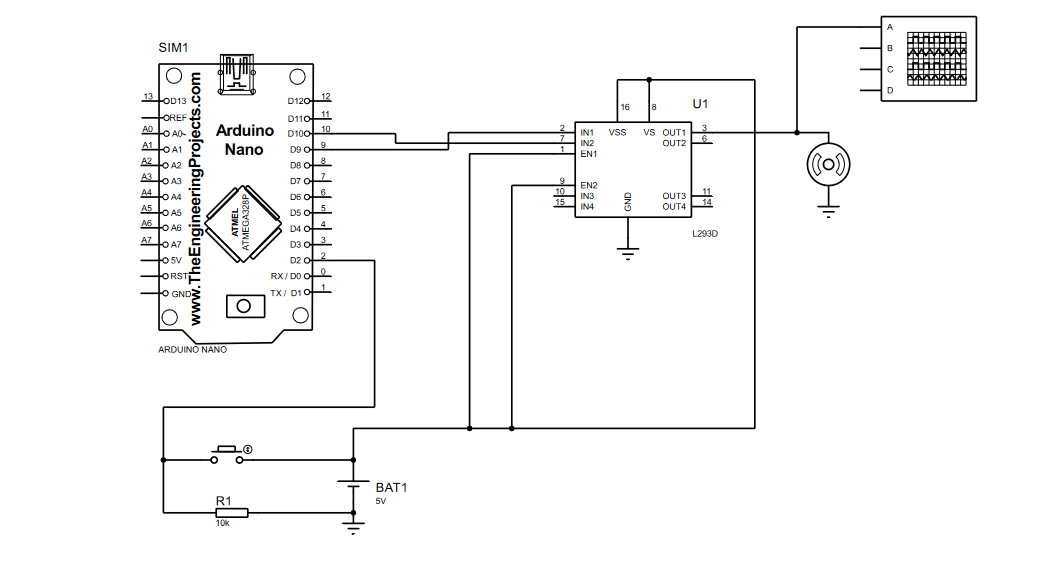 SIM1
www.TheEngineeringProjects.com
Arduino
Nano
ATMEL
ATMEGA328P
13 D13
REF
A0 A0
A1 A1
A2 A2
A3 A3
A4 A4
A5 A5
A6 A6
A7 A7
5V
RST
GND
D12 12
D11 11
D10 10
D9 9
D8 8
D7 7
D6 6
D5 5
D4 4
D3 3
D2 2
RX / D0 0
TX / D1 1
ARDUINO NANO
U1
16 8
VSS VS
2 IN1
7 IN2
1 EN1
9 EN2
10 IN3
15 IN4
OUT1 3
OUT2 6
OUT3 11
OUT4 14
GND
L293D
A
B
C
D
R1
10k
BAT1
5V